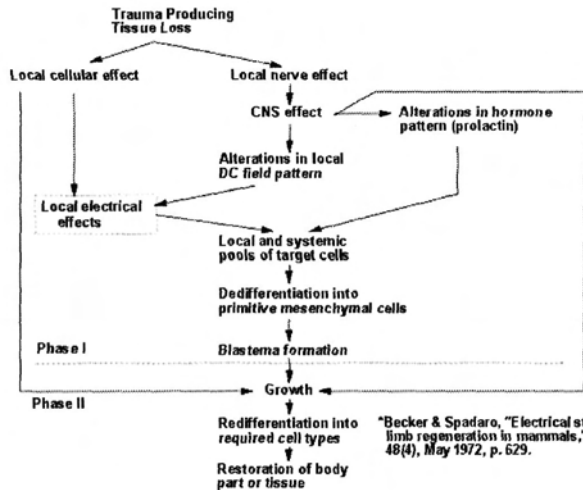 Trauma Producing
Tissue Loss
Local cellular effect
Local nerve effect
CNS effect
Alterations in hormone
pattern (prolactin)
Alterations in local
DC field pattern
Local electrical
effects
Local and systemic
pools of target cells
Dedifferentiation into
primitive mesenchymal cells
Phase I
Blastema formation
Growth
Phase II
Redifferentiation into
required cell types
Restoration of body
part or tissue
*Becker & Spadaro, "Electrical st
limb regeneration in mammals,"
48(4), May 1972, p. 629.